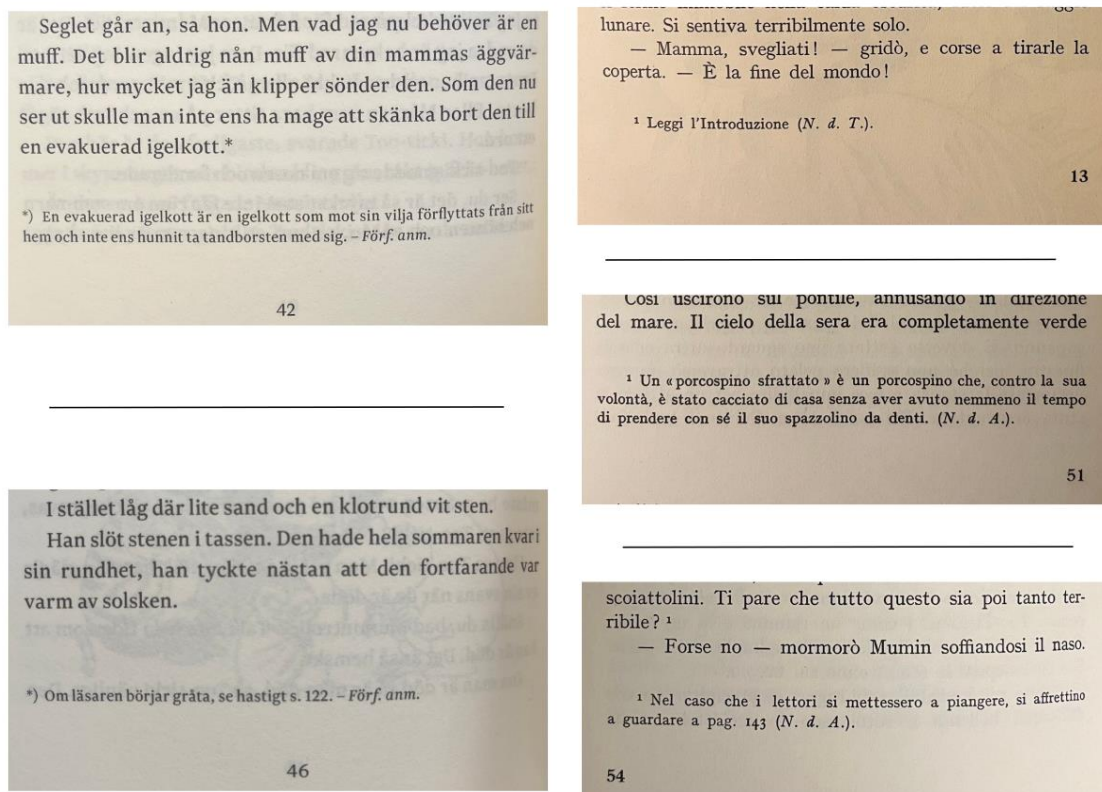 Seglet går an, sa hon. Men vad jag nu behöver är en
muff. Det blir aldrig nån muff av din mammas äggvär-
mare, hur mycket jag än klipper sönder den. Som den nu
ser ut skulle man inte ens ha mage att skänka bort den till
en evakuerad igelkott.*
*) En evakuerad igelkott är en igelkott som mot sin vilja förflyttats från sitt
hem och inte ens hunnit ta tandborsten med sig. – Förf. anm.
42
I stället låg där lite sand och en klotrund vit sten.
Han slöt stenen i tassen. Den hade hela sommaren kvar i
sin rundhet, han tyckte nästan att den fortfarande var
varm av solsken.
*) Om läsaren börjar gråta, se hastigt s. 122. – Förf. anm.
46
lunare. Si sentiva terribilmente solo.
— Mamma, svegliati! — gridò, e corse a tirarle la
coperta. — È la fine del mondo!
¹ Leggi l'Introduzione (N. d. T.).
13
Così uscirono sul pontile, annusando in direzione
del mare. Il cielo della sera era completamente verde
¹ Un « porcospino sfrattato » è un porcospino che, contro la sua
volontà, è stato cacciato di casa senza aver avuto nemmeno il tempo
di prendere con sé il suo spazzolino da denti. (N. d. A.).
51
scoiattolini. Ti pare che tutto questo sia poi tanto ter-
ribile? ¹
— Forse no — mormorò Mumin soffiandosi il naso.
¹ Nel caso che i lettori si mettessero a piangere, si affrettino
a guardare a pag. 143 (N. d. A.).
54